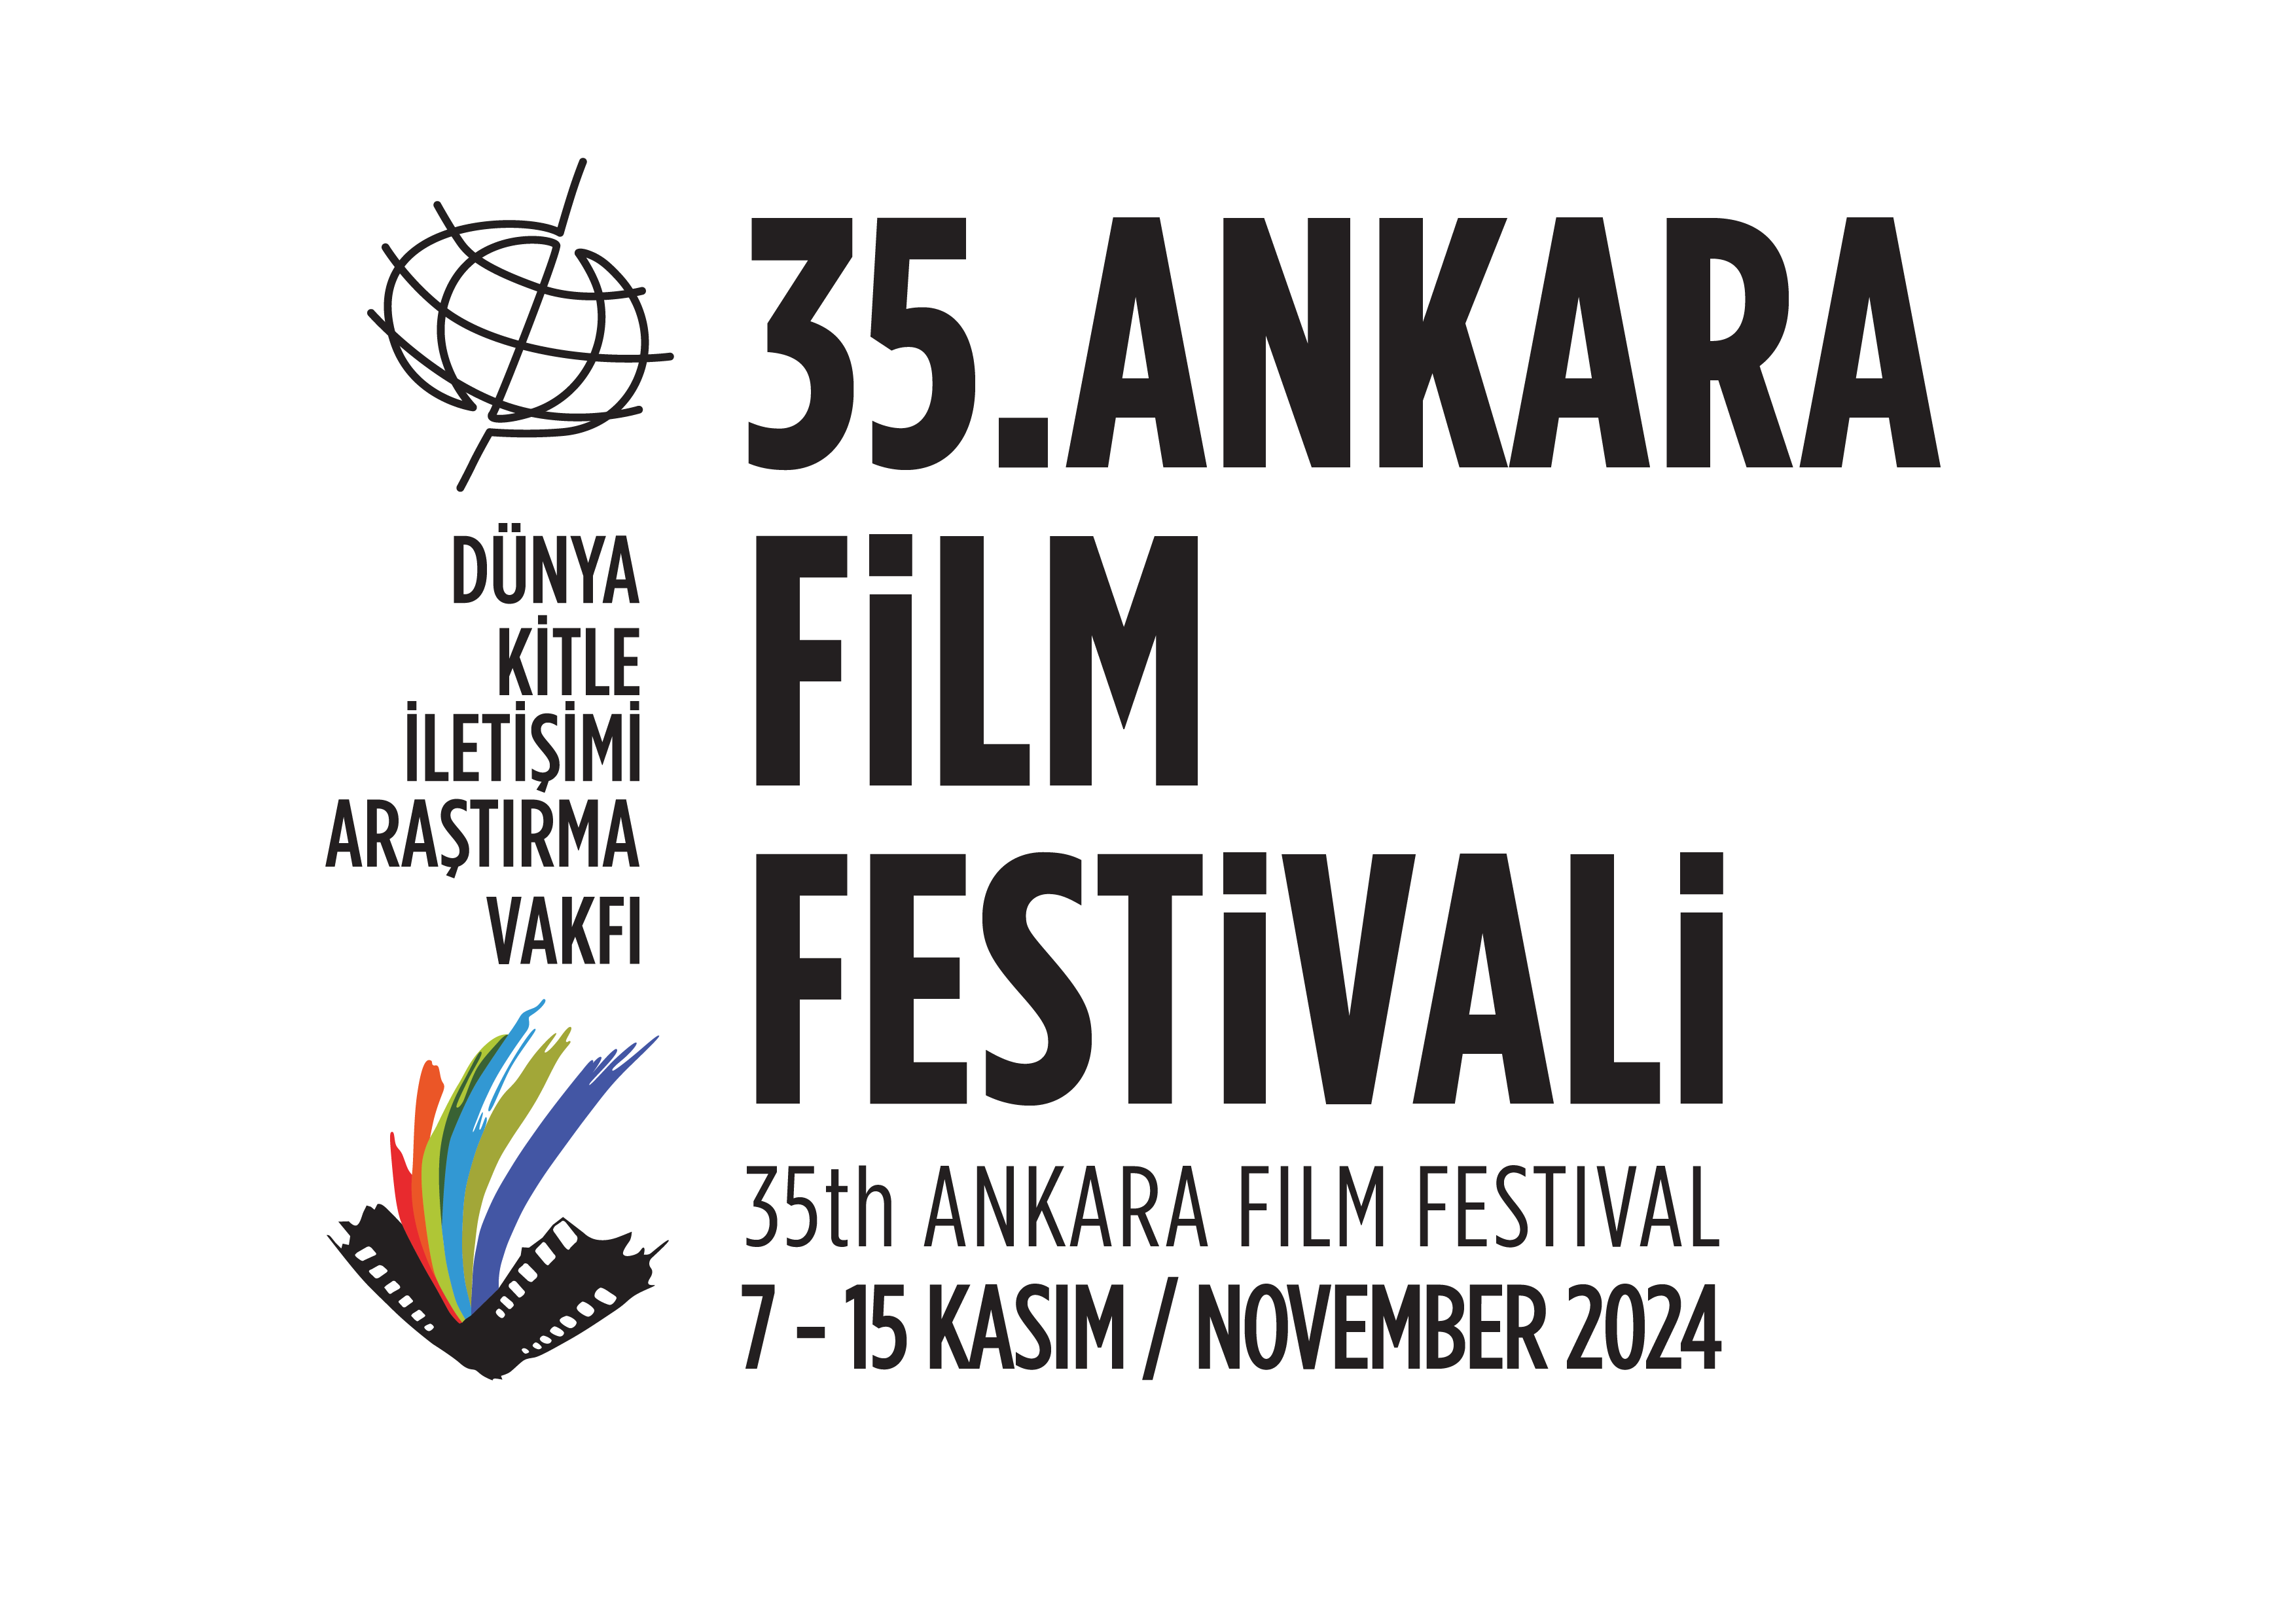 DÜNYA
KİTLE
İLETİŞİMİ
ARAŞTIRMA
VAKFI
35.ANKARA
FİLM
FESTİVALİ
35th ANKARA FILM FESTIVAL
7 – 15 KASIM / NOVEMBER 2024